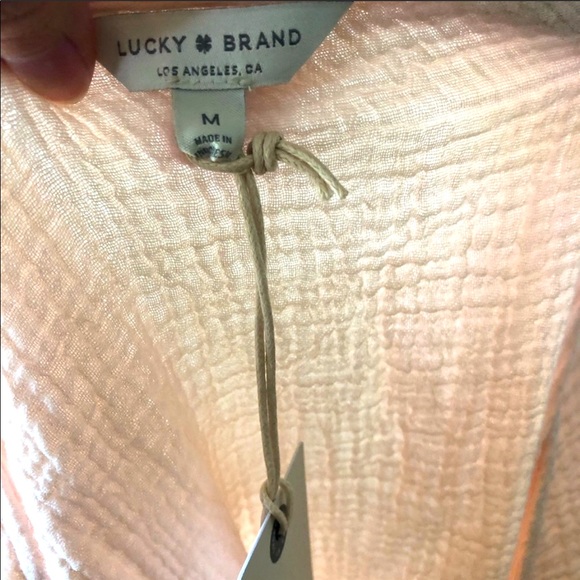 LUCKY BRAND
LOS ANGELES, CA
M
MADE IN